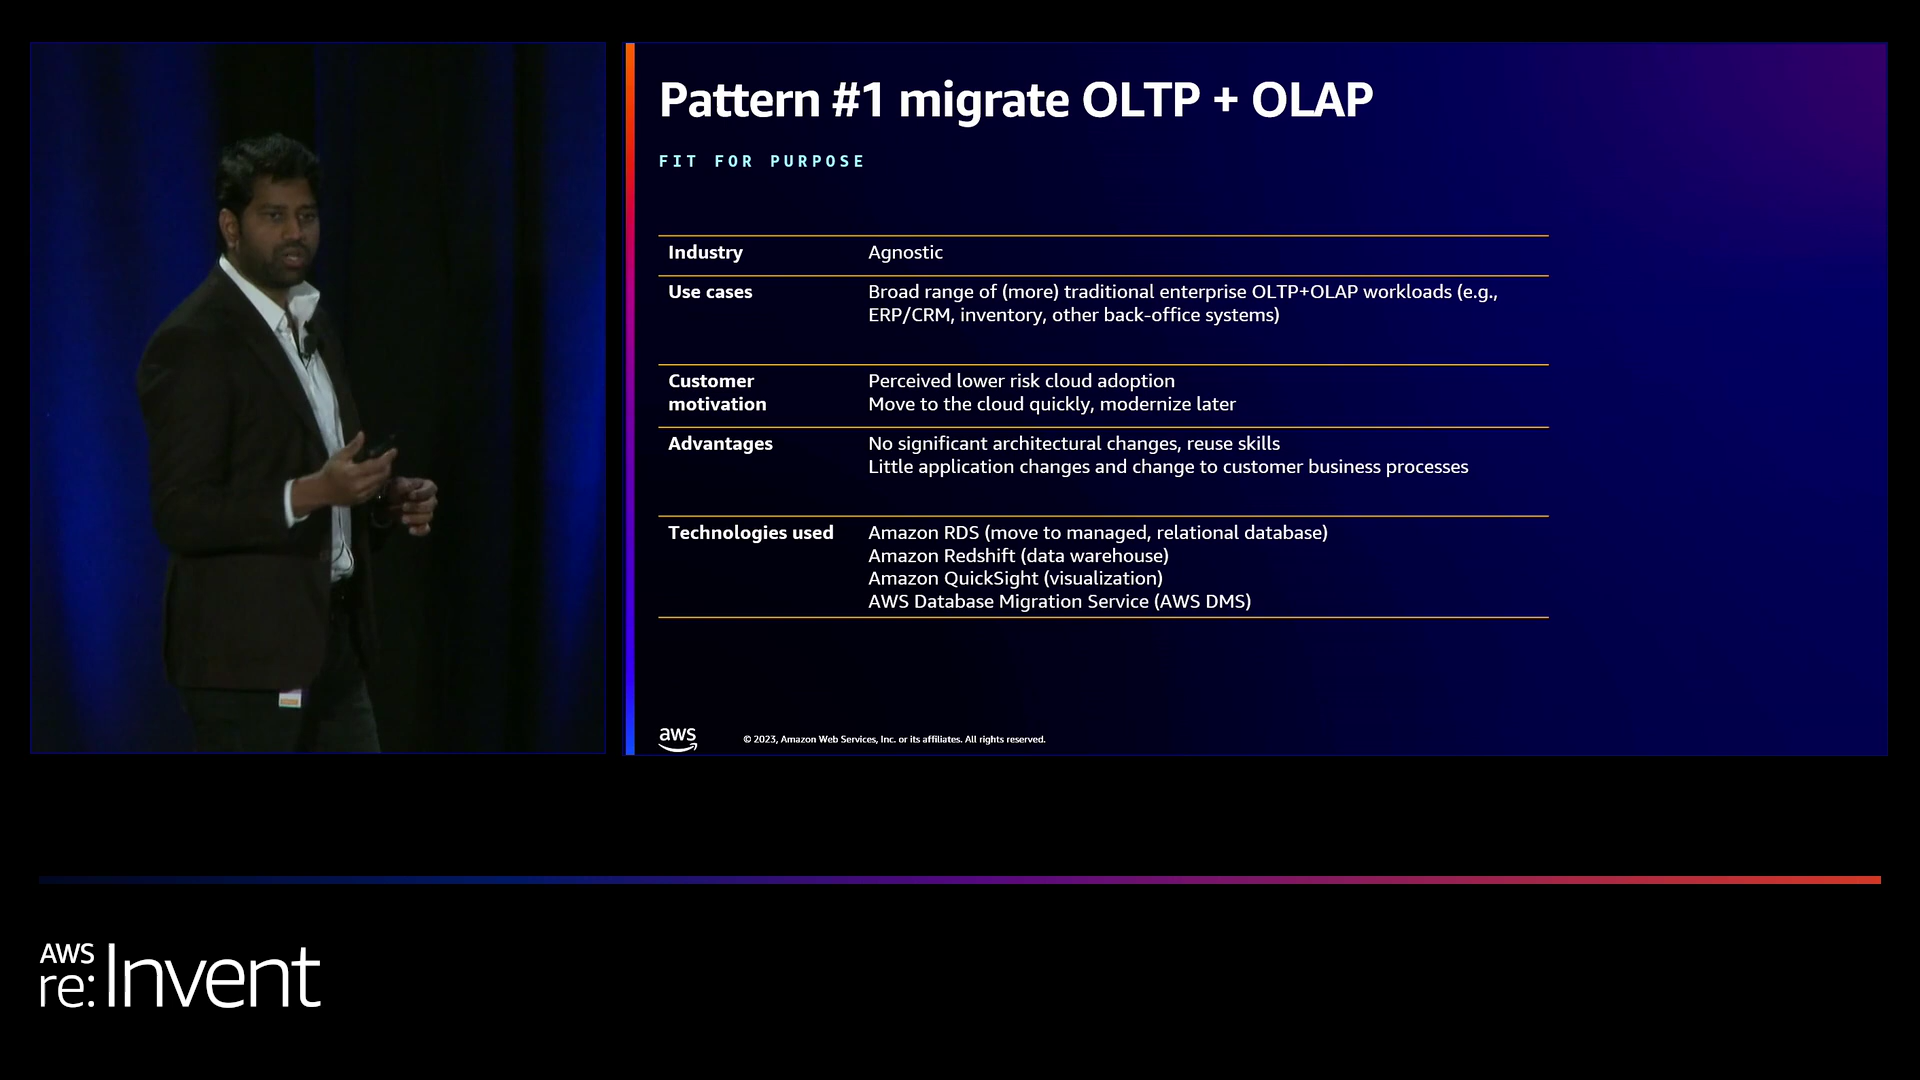 Pattern #1 migrate OLTP + OLAP
FIT FOR PURPOSE
Industry Agnostic
Use cases Broad range of (more) traditional enterprise OLTP+OLAP workloads (e.g.,
ERP/CRM, inventory, other back-office systems)
Customer Perceived lower risk cloud adoption
motivation Move to the cloud quickly, modernize later
Advantages No significant architectural changes, reuse skills
Little application changes and change to customer business processes
Technologies used Amazon RDS (move to managed, relational database)
Amazon Redshift (data warehouse)
Amazon QuickSight (visualization)
AWS Database Migration Service (AWS DMS)
aws © 2023, Amazon Web Services, Inc. or its affiliates. All rights reserved.
AWS
re:Invent